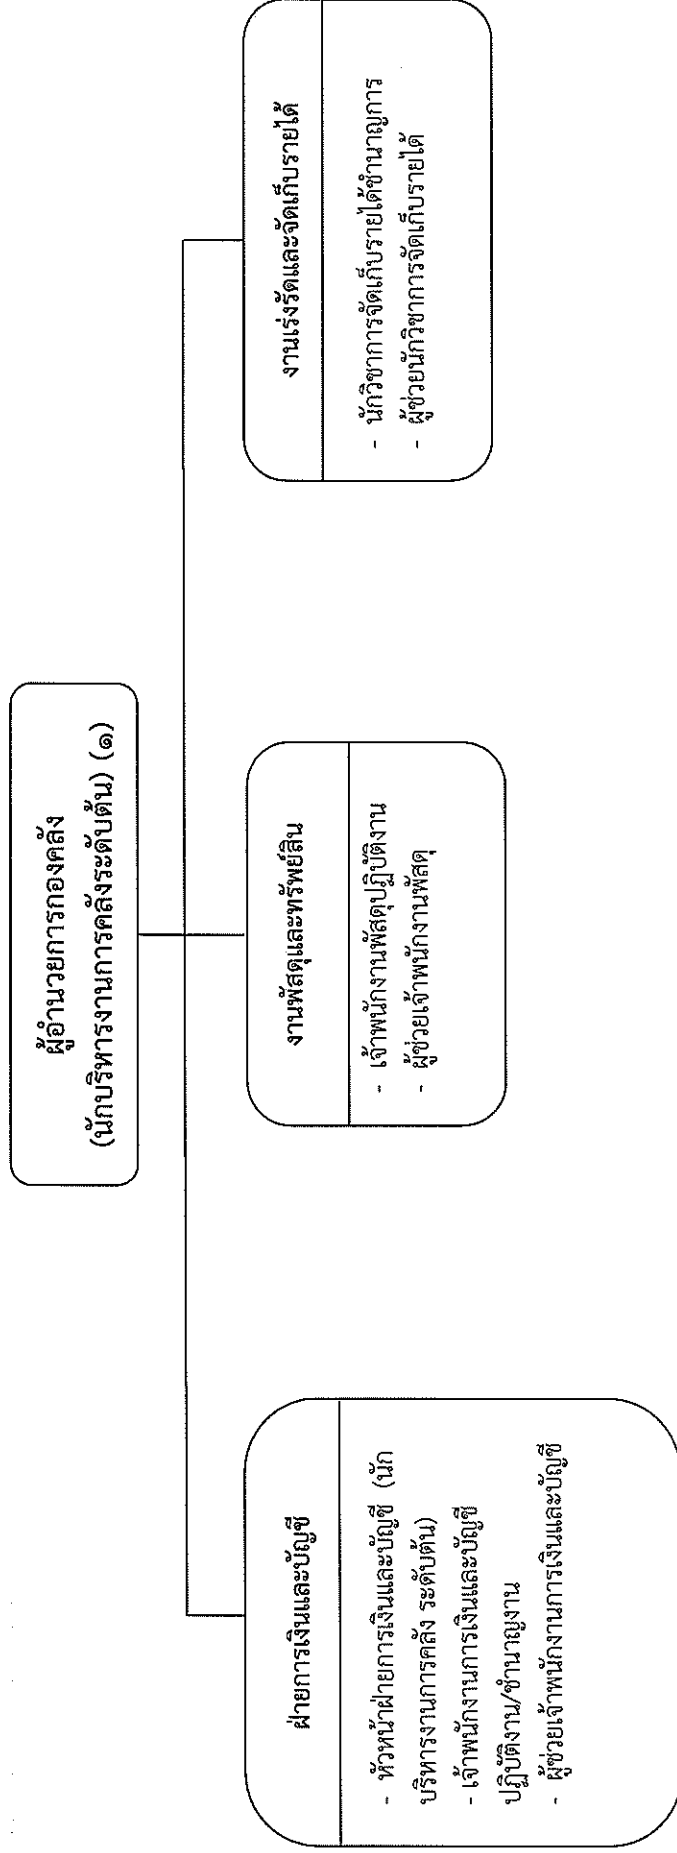 ผู้อำนวยการกองคลัง
(นักบริหารงานการคลังระดับต้น) (๑)
ฝ่ายการเงินและบัญชี
- หัวหน้าฝ่ายการเงินและบัญชี (นัก
บริหารงานการคลัง ระดับต้น)
- เจ้าพนักงานการเงินและบัญชี
ปฏิบัติงาน/ชำนาญงาน
- ผู้ช่วยเจ้าพนักงานการเงินและบัญชี
งานพัสดุและทรัพย์สิน
- เจ้าพนักงานพัสดุปฏิบัติงาน
- ผู้ช่วยเจ้าพนักงานพัสดุ
งานเร่งรัดและจัดเก็บรายได้
- นักวิชาการจัดเก็บรายได้ชำนาญการ
- ผู้ช่วยนักวิชาการจัดเก็บรายได้